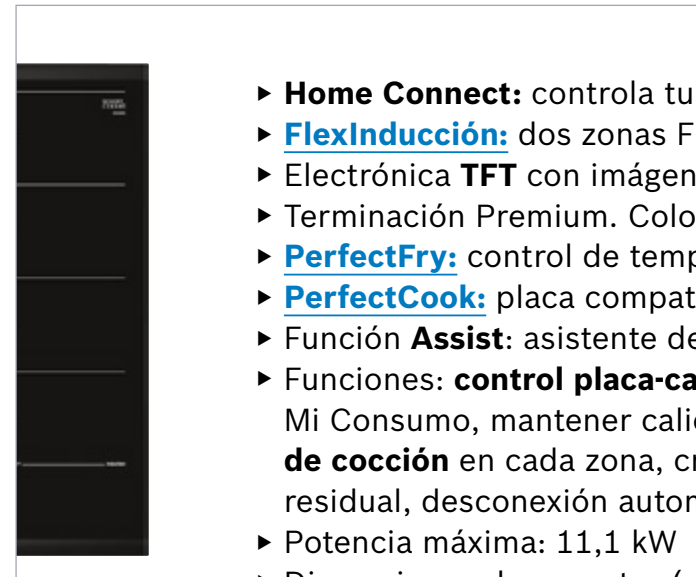 ▸ Home Connect: controla tu
▸ FlexInducción: dos zonas F
▸ Electrónica TFT con imágen
▸ Terminación Premium. Colo
▸ PerfectFry: control de temp
▸ PerfectCook: placa compat
▸ Función Assist: asistente de
▸ Funciones: control placa-ca
Mi Consumo, mantener calie
de cocción en cada zona, cr
residual, desconexión autom
▸ Potencia máxima: 11,1 kW